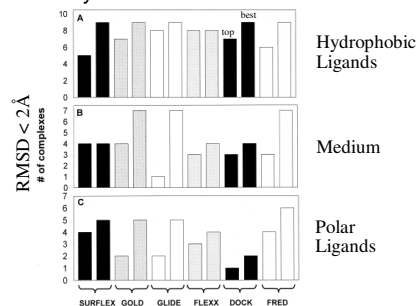 A
top
best
10
8
6
4
2
0
Hydrophobic
Ligands
RMSD < 2Å
# of complexes
B
7
6
5
4
3
2
1
0
Medium
C
7
6
5
4
3
2
1
0
Polar
Ligands
SURFLEX GOLD GLIDE FLEXX DOCK FRED